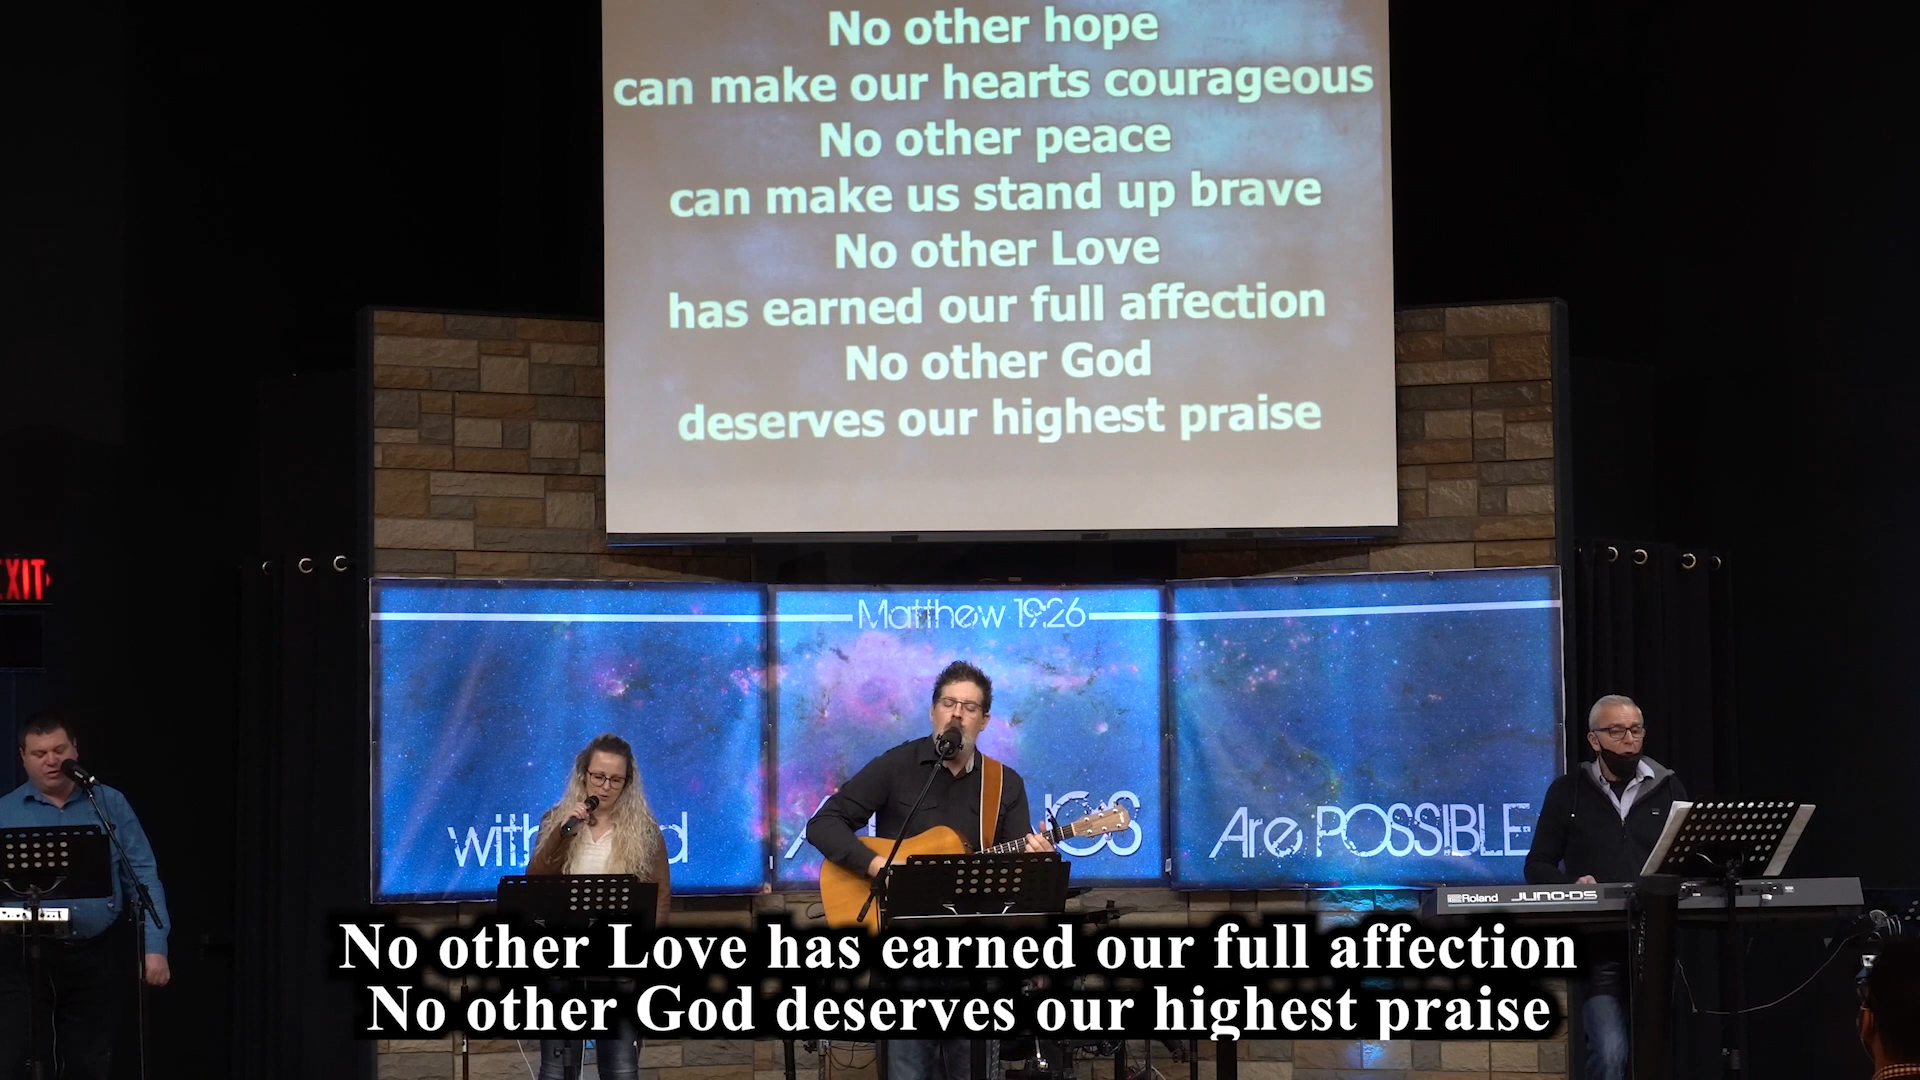 No other hope
can make our hearts courageous
No other peace
can make us stand up brave
No other Love
has earned our full affection
No other God
deserves our highest praise
EXIT
Matthew 19:26
with
Are POSSIBLE
Roland JUNO-DS
No other Love has earned our full affection
No other God deserves our highest praise